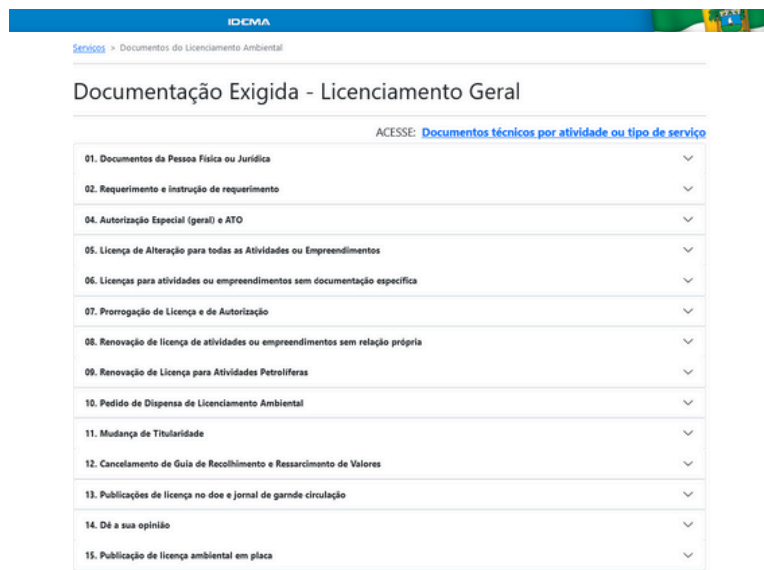 IDEMA
Serviços > Documentos do Licenciamento Ambiental
Documentação Exigida - Licenciamento Geral
ACESSE: Documentos técnicos por atividade ou tipo de serviço
01. Documentos da Pessoa Física ou Jurídica
02. Requerimento e instrução de requerimento
04. Autorização Especial (geral) e ATO
05. Licença de Alteração para todas as Atividades ou Empreendimentos
06. Licenças para atividades ou empreendimentos sem documentação específica
07. Prorrogação de Licença e de Autorização
08. Renovação de licença de atividades ou empreendimentos sem relação própria
09. Renovação de Licença para Atividades Petrolíferas
10. Pedido de Dispensa de Licenciamento Ambiental
11. Mudança de Titularidade
12. Cancelamento de Guia de Recolhimento e Ressarcimento de Valores
13. Publicações de licença no doe e jornal de garnde circulação
14. Dê a sua opinião
15. Publicação de licença ambiental em placa